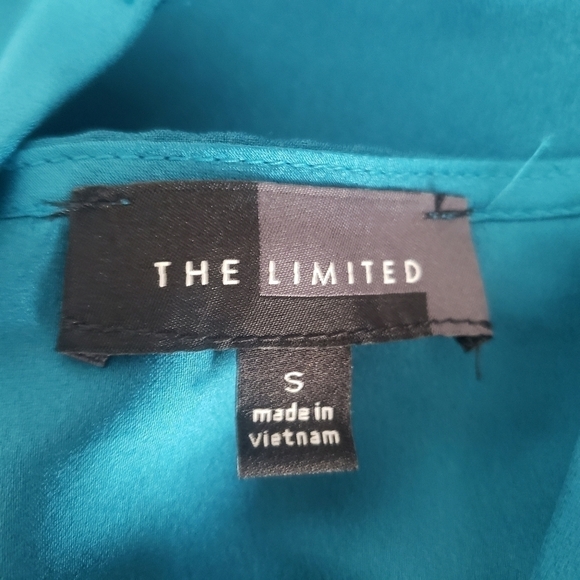 THE LIMITED
S
made in
vietnam